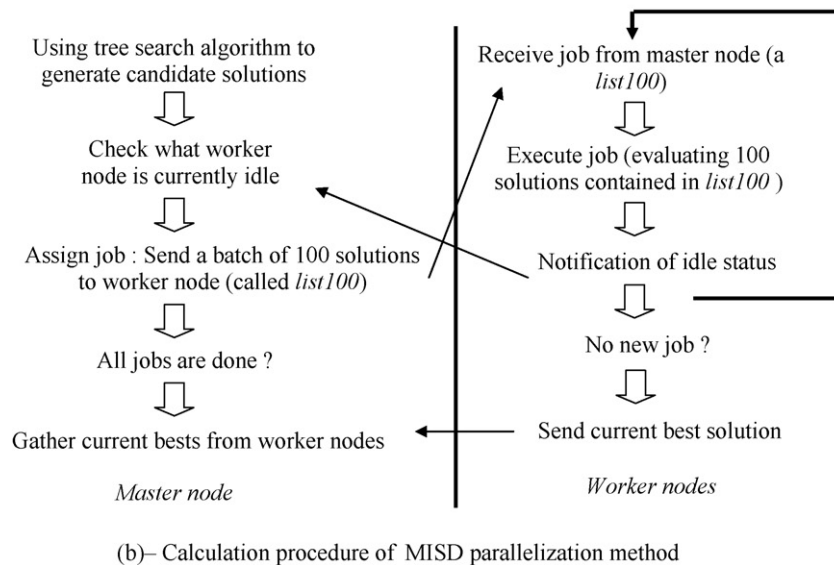 Using tree search algorithm to
generate candidate solutions
Check what worker
node is currently idle
Assign job : Send a batch of 100 solutions
to worker node (called list100)
All jobs are done ?
Gather current bests from worker nodes
Master node
Receive job from master node (a
list100)
Execute job (evaluating 100
solutions contained in list100 )
Notification of idle status
No new job ?
Send current best solution
Worker nodes
(b)– Calculation procedure of MISD parallelization method